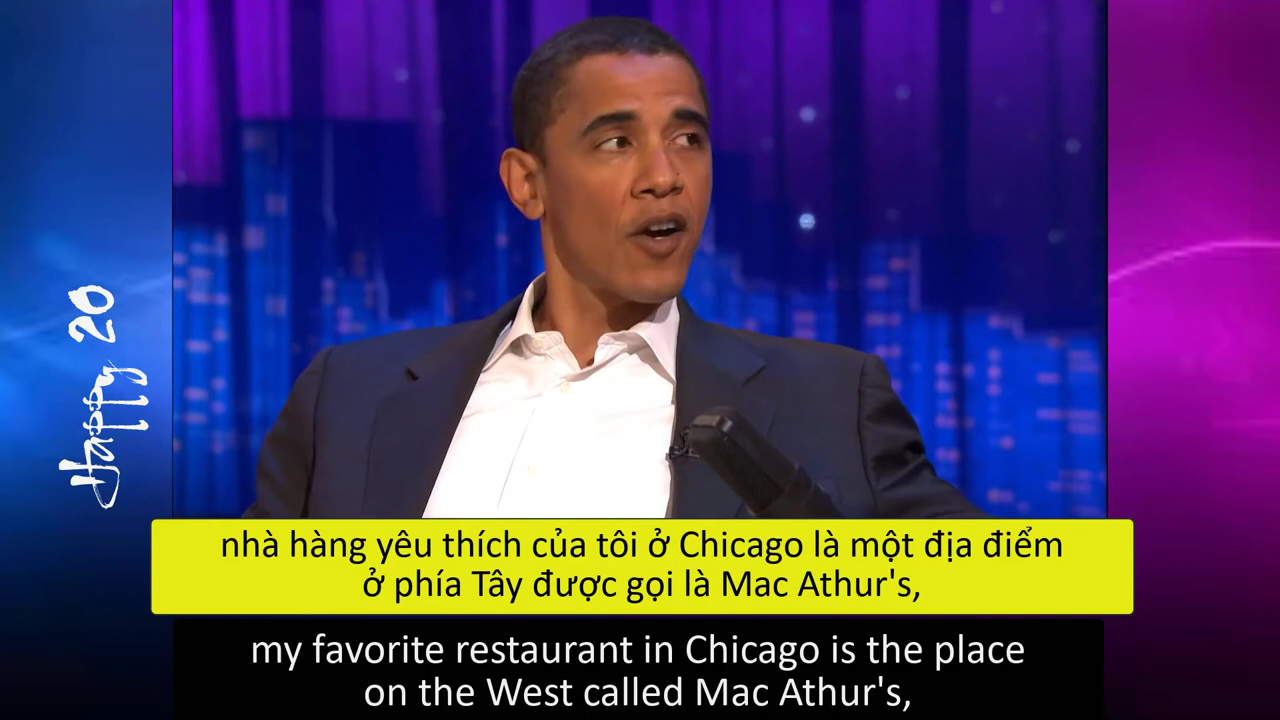 Happy 20
nhà hàng yêu thích của tôi ở Chicago là một địa điểm
ở phía Tây được gọi là Mac Athur's,
my favorite restaurant in Chicago is the place
on the West called Mac Athur's,